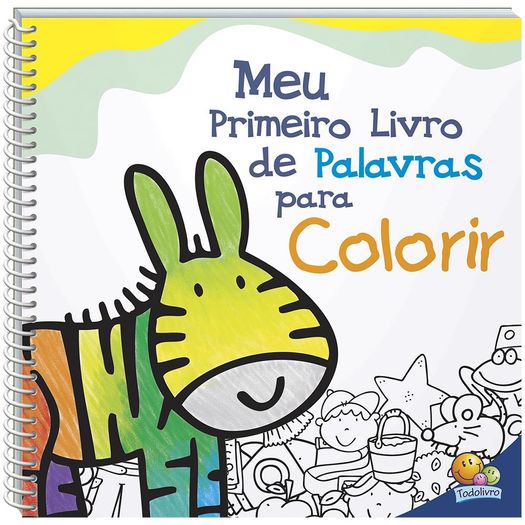 Meu
Primeiro Livro
de Palavras
para
Colorir
Todolivro